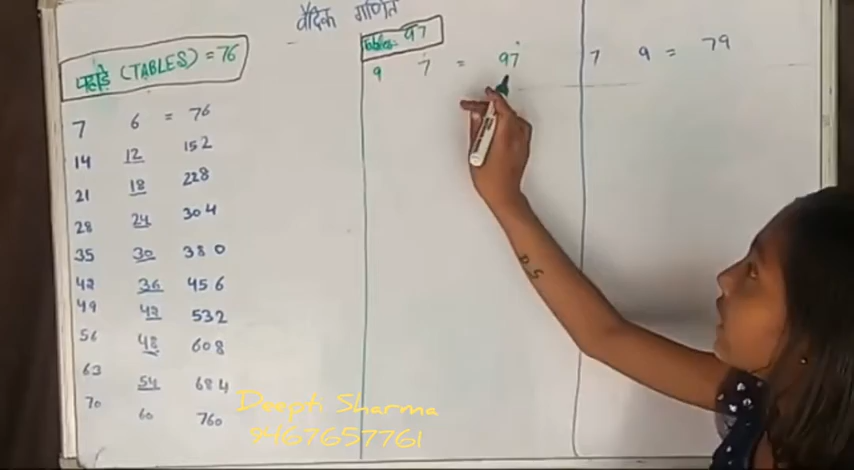 वैदिक गणित
पहाड़े (TABLES) = 76
7 6 = 76
14 12 152
21 18 228
28 24 304
35 30 380
42 36 456
49 42 532
56 48 608
63 54 684
70 60 760
Tables:- 97
9 7 = 97
7 9 = 79
Deepti Sharma
9467657761